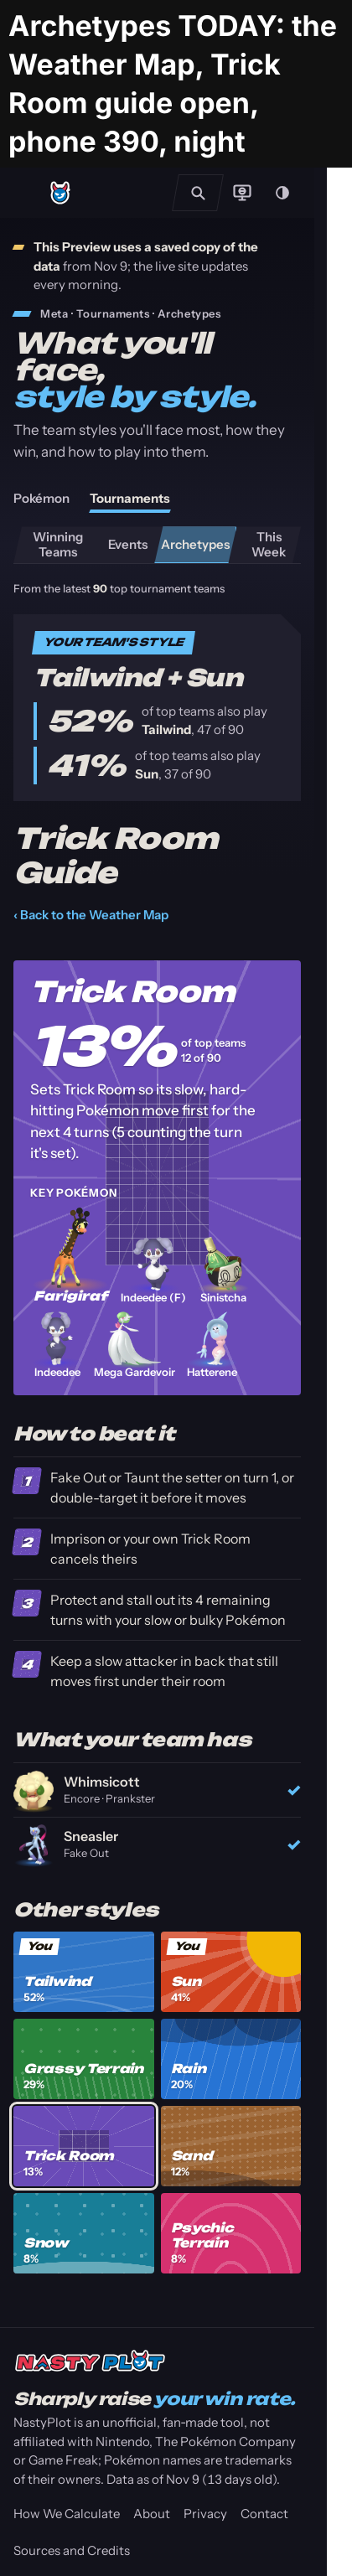 Archetypes TODAY: the
Weather Map, Trick
Room guide open,
phone 390, night
This Preview uses a saved copy of the
data from Nov 9; the live site updates
every morning.
Meta · Tournaments · Archetypes
What you'll
face,
style by style.
The team styles you'll face most, how they
win, and how to play into them.
Pokémon
Tournaments
Winning
Teams
Events
Archetypes
This
Week
From the latest 90 top tournament teams
YOUR TEAM'S STYLE
Tailwind + Sun
52% of top teams also play
Tailwind, 47 of 90
41% of top teams also play
Sun, 37 of 90
Trick Room
Guide
‹ Back to the Weather Map
Trick Room
13% of top teams
12 of 90
Sets Trick Room so its slow, hard-
hitting Pokémon move first for the
next 4 turns (5 counting the turn
it's set).
KEY POKÉMON
Farigiraf
Indeedee (F)
Sinistcha
Indeedee
Mega Gardevoir
Hatterene
How to beat it
1 Fake Out or Taunt the setter on turn 1, or
double-target it before it moves
2 Imprison or your own Trick Room
cancels theirs
3 Protect and stall out its 4 remaining
turns with your slow or bulky Pokémon
4 Keep a slow attacker in back that still
moves first under their room
What your team has
Whimsicott
Encore · Prankster
Sneasler
Fake Out
Other styles
You
Tailwind
52%
You
Sun
41%
Grassy Terrain
29%
Rain
20%
Trick Room
13%
Sand
12%
Snow
8%
Psychic
Terrain
8%
NASTY PLOT
Sharply raise your win rate.
NastyPlot is an unofficial, fan-made tool, not
affiliated with Nintendo, The Pokémon Company
or Game Freak; Pokémon names are trademarks
of their owners. Data as of Nov 9 (13 days old).
How We Calculate
About
Privacy
Contact
Sources and Credits